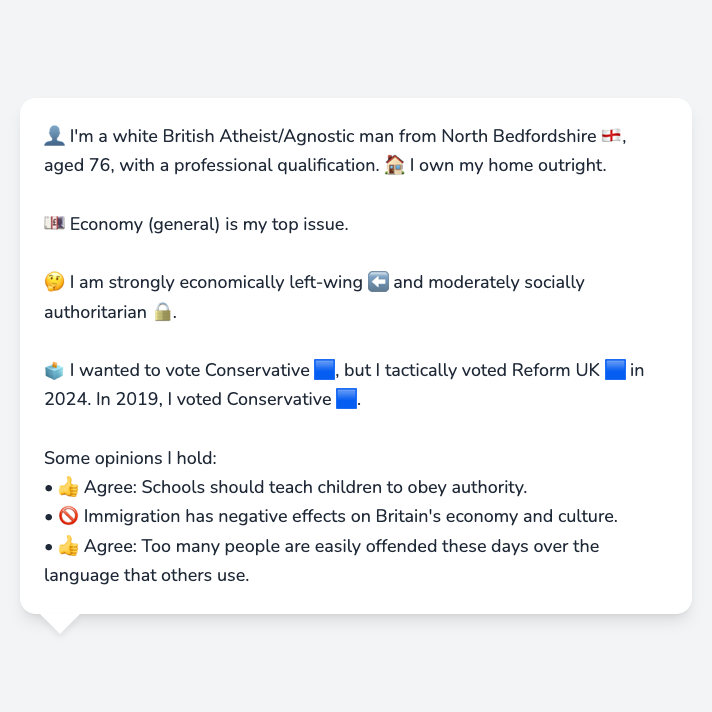 👤 I'm a white British Atheist/Agnostic man from North Bedfordshire 🏴󠁧󠁢󠁥󠁮󠁧󠁿,
aged 76, with a professional qualification. 🏠 I own my home outright.
💷 Economy (general) is my top issue.
🤔 I am strongly economically left-wing ⬅️ and moderately socially
authoritarian 🔒.
🗳️ I wanted to vote Conservative 🟦, but I tactically voted Reform UK 🟦 in
2024. In 2019, I voted Conservative 🟦.
Some opinions I hold:
• 👍 Agree: Schools should teach children to obey authority.
• 🚫 Immigration has negative effects on Britain's economy and culture.
• 👍 Agree: Too many people are easily offended these days over the
language that others use.